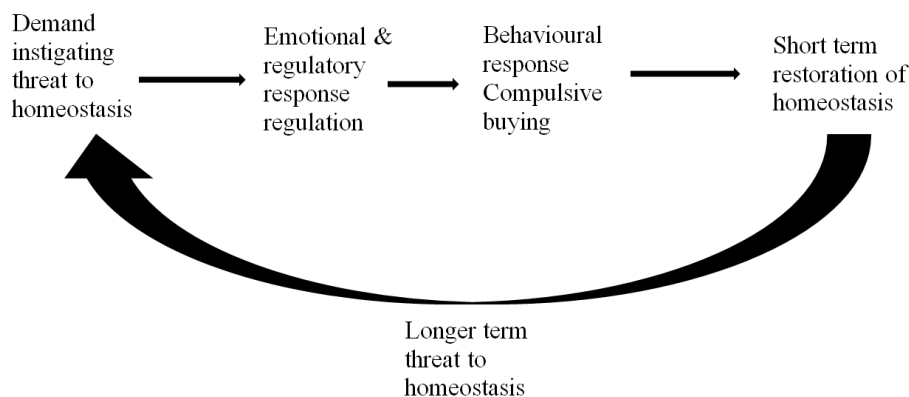 Demand
instigating
threat to
homeostasis
Emotional &
regulatory
response
regulation
Behavioural
response
Compulsive
buying
Short term
restoration of
homeostasis
Longer term
threat to
homeostasis